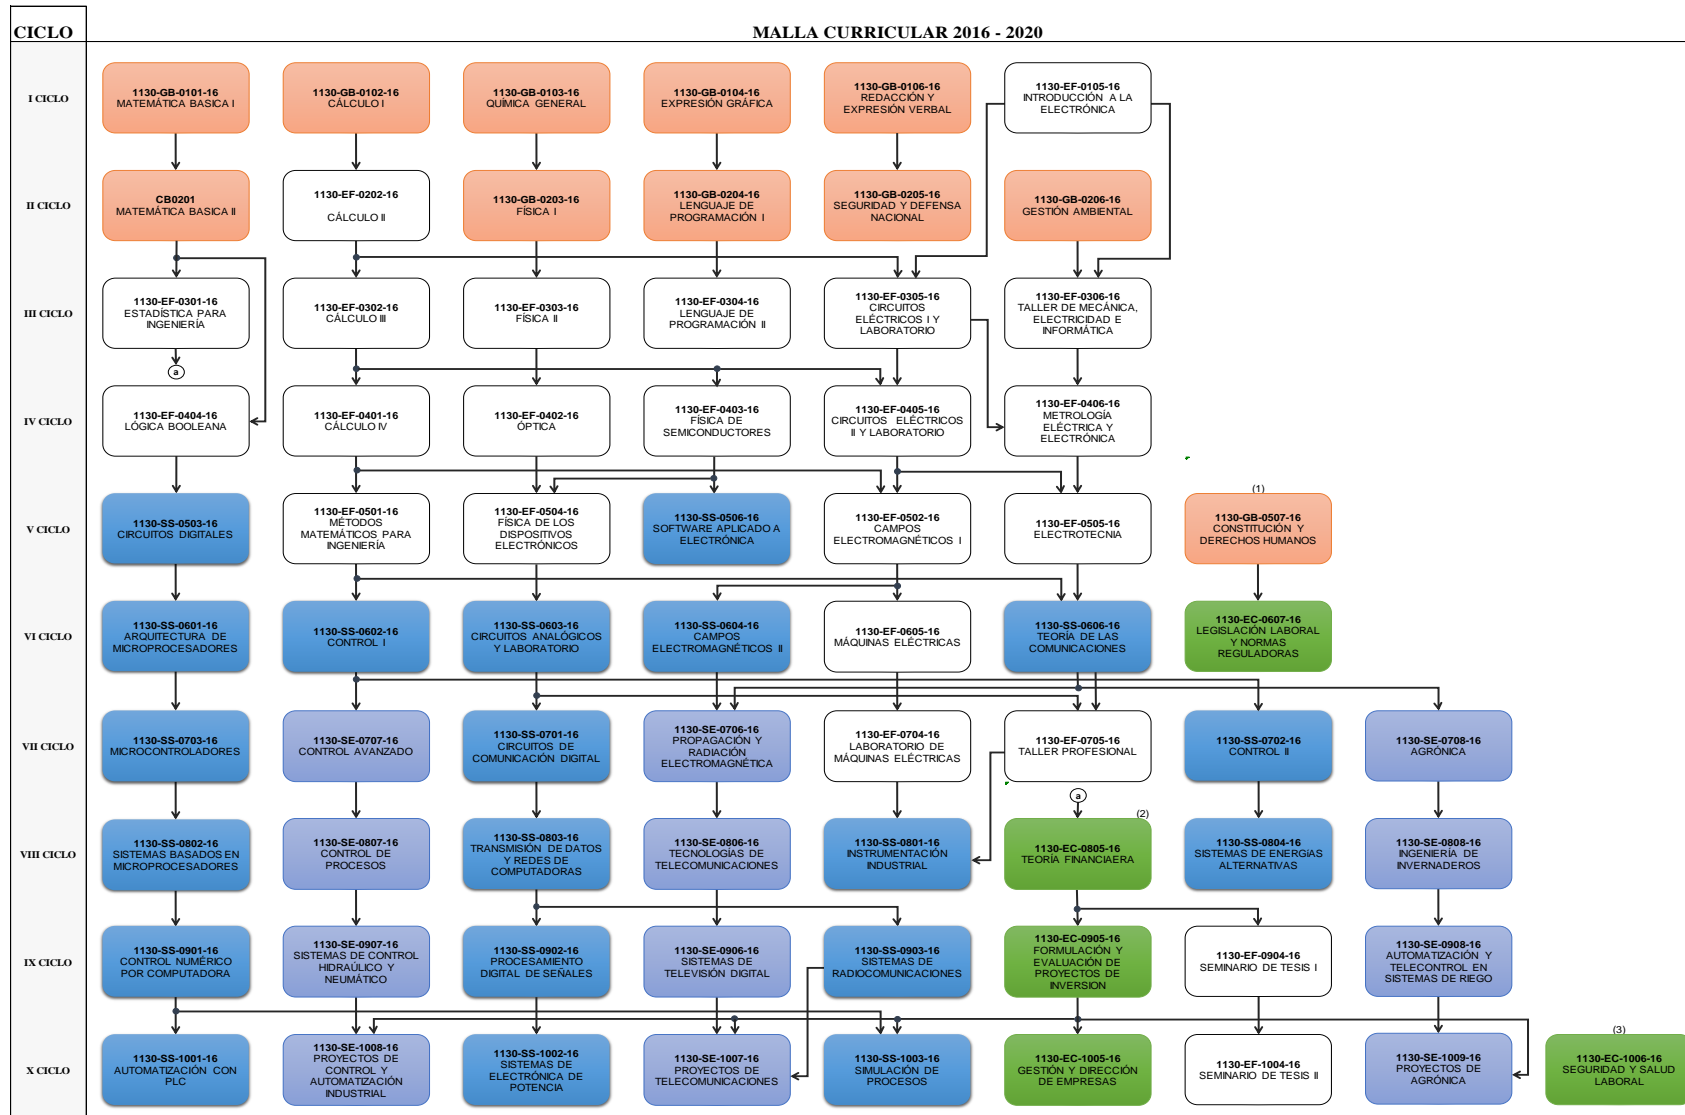 CICLO
MALLA CURRICULAR 2016 - 2020
I CICLO
1130-GB-0101-16
MATEMÁTICA BASICA I
1130-GB-0102-16
CÁLCULO I
1130-GB-0103-16
QUÍMICA GENERAL
1130-GB-0104-16
EXPRESIÓN GRÁFICA
1130-GB-0106-16
REDACCIÓN Y
EXPRESIÓN VERBAL
1130-EF-0105-16
INTRODUCCIÓN A LA
ELECTRÓNICA
II CICLO
CB0201
MATEMÁTICA BASICA II
1130-EF-0202-16
CÁLCULO II
1130-GB-0203-16
FÍSICA I
1130-GB-0204-16
LENGUAJE DE
PROGRAMACIÓN I
1130-GB-0205-16
SEGURIDAD Y DEFENSA
NACIONAL
1130-GB-0206-16
GESTIÓN AMBIENTAL
III CICLO
1130-EF-0301-16
ESTADÍSTICA PARA
INGENIERÍA
a
1130-EF-0302-16
CÁLCULO III
1130-EF-0303-16
FÍSICA II
1130-EF-0304-16
LENGUAJE DE
PROGRAMACIÓN II
1130-EF-0305-16
CIRCUITOS
ELÉCTRICOS I Y
LABORATORIO
1130-EF-0306-16
TALLER DE MECÁNICA,
ELECTRICIDAD E
INFORMÁTICA
IV CICLO
1130-EF-0404-16
LÓGICA BOOLEANA
1130-EF-0401-16
CÁLCULO IV
1130-EF-0402-16
ÓPTICA
1130-EF-0403-16
FÍSICA DE
SEMICONDUCTORES
1130-EF-0405-16
CIRCUITOS ELÉCTRICOS
II Y LABORATORIO
1130-EF-0406-16
METROLOGÍA
ELÉCTRICA Y
ELECTRÓNICA
V CICLO
1130-SS-0503-16
CIRCUITOS DIGITALES
1130-EF-0501-16
MÉTODOS
MATEMÁTICOS PARA
INGENIERÍA
1130-EF-0504-16
FÍSICA DE LOS
DISPOSITIVOS
ELECTRÓNICOS
1130-SS-0506-16
SOFTWARE APLICADO A
ELECTRÓNICA
1130-EF-0502-16
CAMPOS
ELECTROMAGNÉTICOS I
1130-EF-0505-16
ELECTROTECNIA
(1)
1130-GB-0507-16
CONSTITUCIÓN Y
DERECHOS HUMANOS
VI CICLO
1130-SS-0601-16
ARQUITECTURA DE
MICROPROCESADORES
1130-SS-0602-16
CONTROL I
1130-SS-0603-16
CIRCUITOS ANALÓGICOS
Y LABORATORIO
1130-SS-0604-16
CAMPOS
ELECTROMAGNÉTICOS II
1130-EF-0605-16
MÁQUINAS ELÉCTRICAS
1130-SS-0606-16
TEORÍA DE LAS
COMUNICACIONES
1130-EC-0607-16
LEGISLACIÓN LABORAL
Y NORMAS
REGULADORAS
VII CICLO
1130-SS-0703-16
MICROCONTROLADORES
1130-SE-0707-16
CONTROL AVANZADO
1130-SS-0701-16
CIRCUITOS DE
COMUNICACIÓN DIGITAL
1130-SE-0706-16
PROPAGACIÓN Y
RADIACIÓN
ELECTROMAGNÉTICA
1130-EF-0704-16
LABORATORIO DE
MÁQUINAS ELÉCTRICAS
1130-EF-0705-16
TALLER PROFESIONAL
1130-SS-0702-16
CONTROL II
1130-SE-0708-16
AGRÓNICA
a
VIII CICLO
1130-SS-0802-16
SISTEMAS BASADOS EN
MICROPROCESADORES
1130-SE-0807-16
CONTROL DE
PROCESOS
1130-SS-0803-16
TRANSMISIÓN DE DATOS
Y REDES DE
COMPUTADORAS
1130-SE-0806-16
TECNOLOGÍAS DE
TELECOMUNICACIONES
1130-SS-0801-16
INSTRUMENTACIÓN
INDUSTRIAL
(2)
1130-EC-0805-16
TEORÍA FINANCIAERA
1130-SS-0804-16
SISTEMAS DE ENERGÍAS
ALTERNATIVAS
1130-SE-0808-16
INGENIERÍA DE
INVERNADEROS
IX CICLO
1130-SS-0901-16
CONTROL NUMÉRICO
POR COMPUTADORA
1130-SE-0907-16
SISTEMAS DE CONTROL
HIDRAÚLICO Y
NEUMÁTICO
1130-SS-0902-16
PROCESAMIENTO
DIGITAL DE SEÑALES
1130-SE-0906-16
SISTEMAS DE
TELEVISIÓN DIGITAL
1130-SS-0903-16
SISTEMAS DE
RADIOCOMUNICACIONES
1130-EC-0905-16
FORMULACIÓN Y
EVALUACIÓN DE
PROYECTOS DE
INVERSION
1130-EF-0904-16
SEMINARIO DE TESIS I
1130-SE-0908-16
AUTOMATIZACIÓN Y
TELECONTROL EN
SISTEMAS DE RIEGO
X CICLO
1130-SS-1001-16
AUTOMATIZACIÓN CON
PLC
1130-SE-1008-16
PROYECTOS DE
CONTROL Y
AUTOMATIZACIÓN
INDUSTRIAL
1130-SS-1002-16
SISTEMAS DE
ELECTRÓNICA DE
POTENCIA
1130-SE-1007-16
PROYECTOS DE
TELECOMUNICACIONES
1130-SS-1003-16
SIMULACIÓN DE
PROCESOS
1130-EC-1005-16
GESTIÓN Y DIRECCIÓN
DE EMPRESAS
1130-EF-1004-16
SEMINARIO DE TESIS II
1130-SE-1009-16
PROYECTOS DE
AGRÓNICA
(3)
1130-EC-1006-16
SEGURIDAD Y SALUD
LABORAL